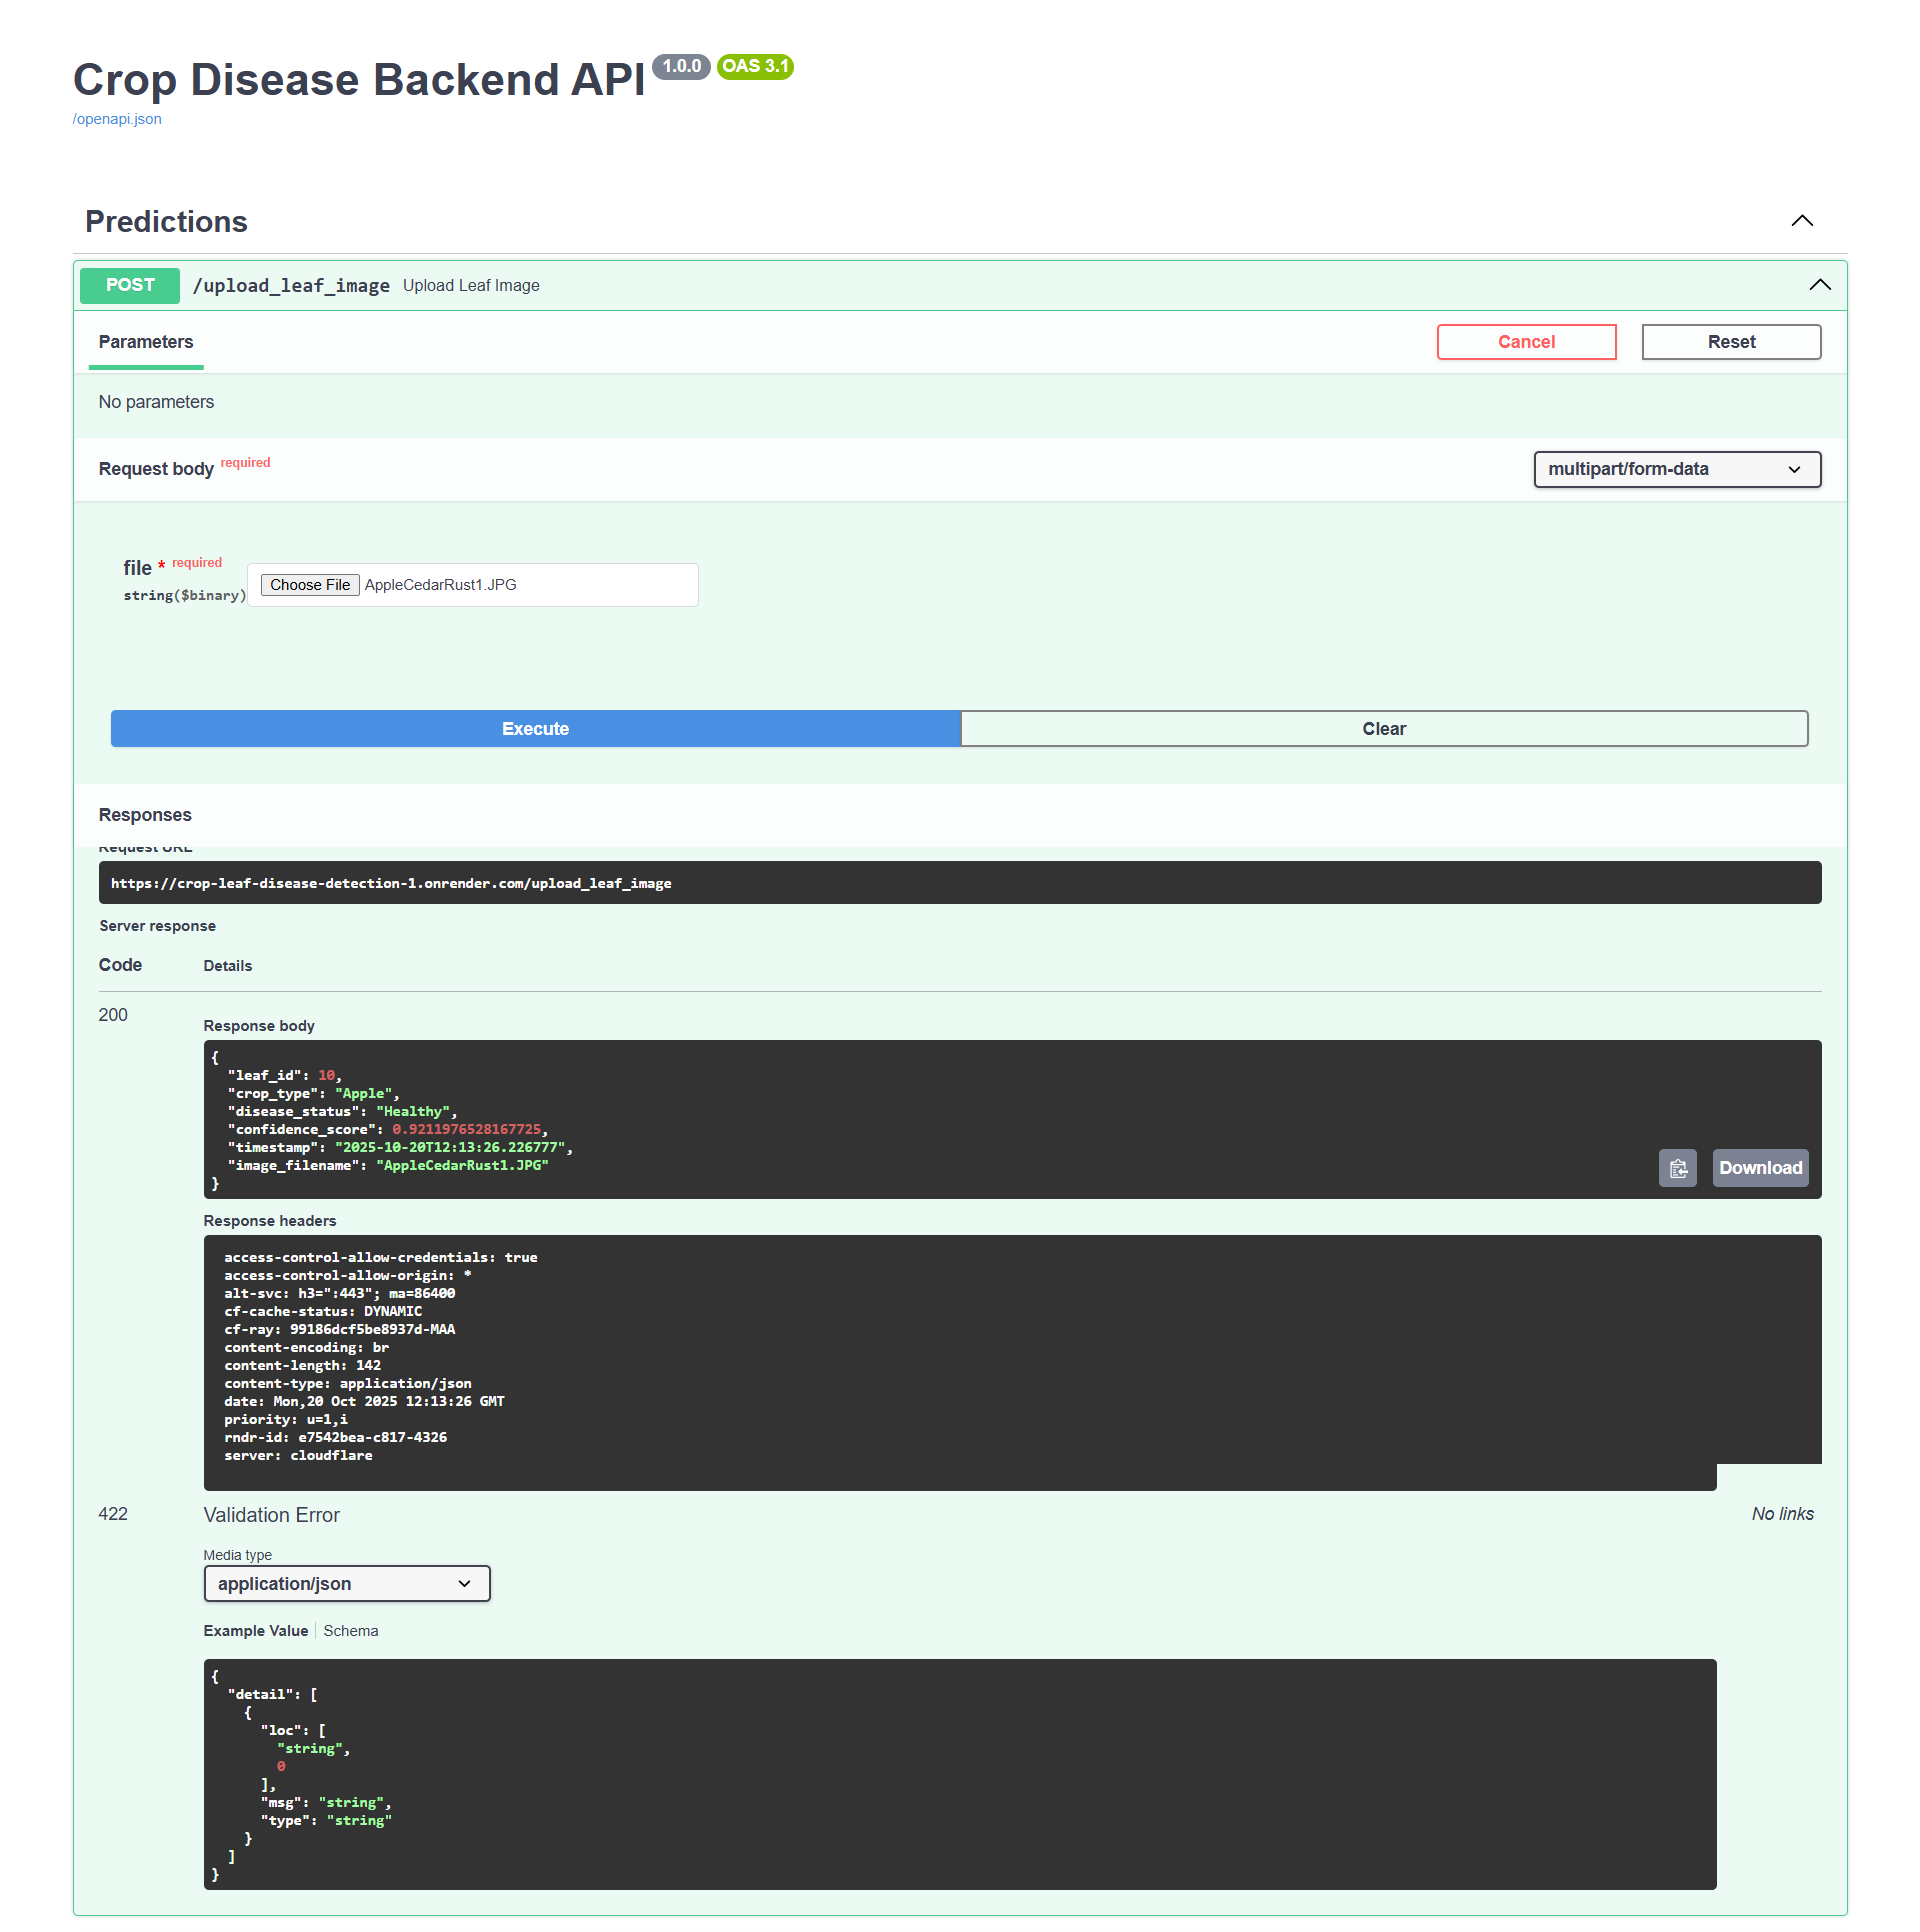 Crop Disease Backend API 1.0.0 OAS 3.1
/openapi.json
Predictions
POST /upload_leaf_image Upload Leaf Image
Parameters Cancel Reset
No parameters
Request body required multipart/form-data
file * required
string($binary) Choose File AppleCedarRust1.JPG
Execute Clear
Responses
Request URL
https://crop-leaf-disease-detection-1.onrender.com/upload_leaf_image
Server response
Code Details
200
Response body
{
"leaf_id": 10,
"crop_type": "Apple",
"disease_status": "Healthy",
"confidence_score": 0.9211976528167725,
"timestamp": "2025-10-20T12:13:26.226777",
"image_filename": "AppleCedarRust1.JPG"
}
Download
Response headers
access-control-allow-credentials: true
access-control-allow-origin: *
alt-svc: h3=":443"; ma=86400
cf-cache-status: DYNAMIC
cf-ray: 99186dcf5be8937d-MAA
content-encoding: br
content-length: 142
content-type: application/json
date: Mon,20 Oct 2025 12:13:26 GMT
priority: u=1,i
rndr-id: e7542bea-c817-4326
server: cloudflare
422 Validation Error No links
Media type
application/json
Example Value Schema
{
"detail": [
{
"loc": [
"string",
0
],
"msg": "string",
"type": "string"
}
]
}